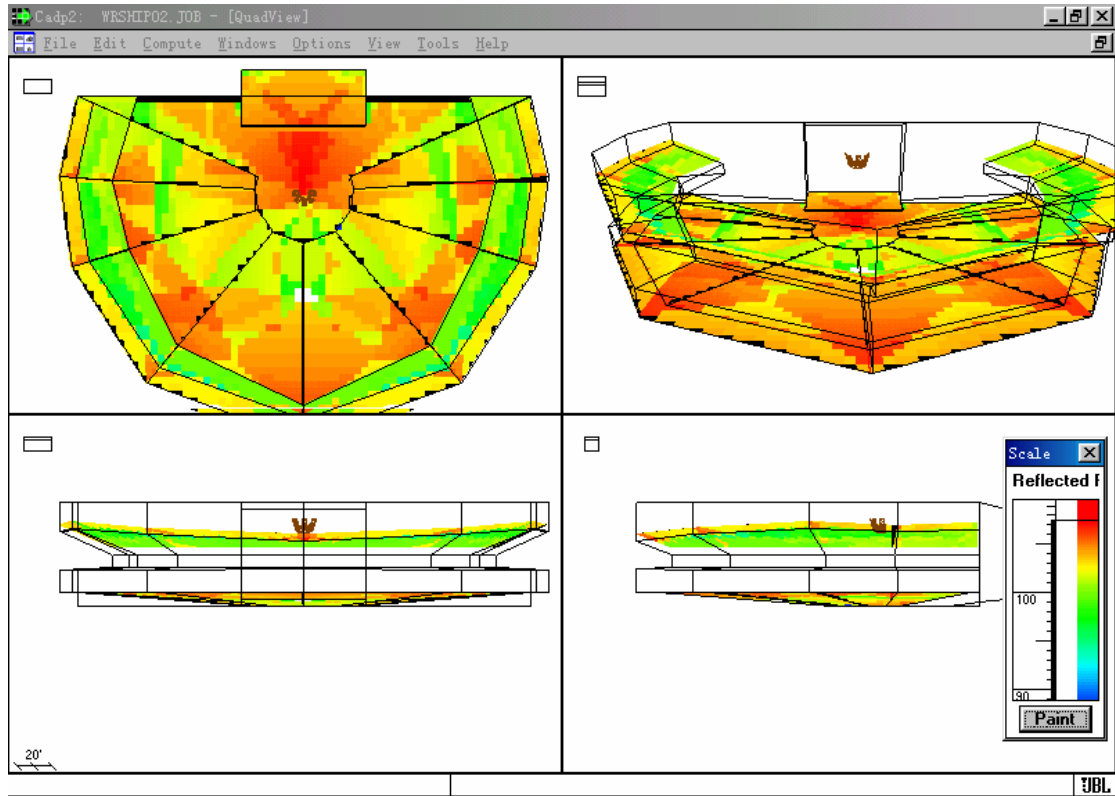 Cadp2: WRSHIP02.JOB - [QuadView]
File Edit Compute Windows Options View Tools Help
Scale
Reflected F
100
90
Paint
20'
JBL